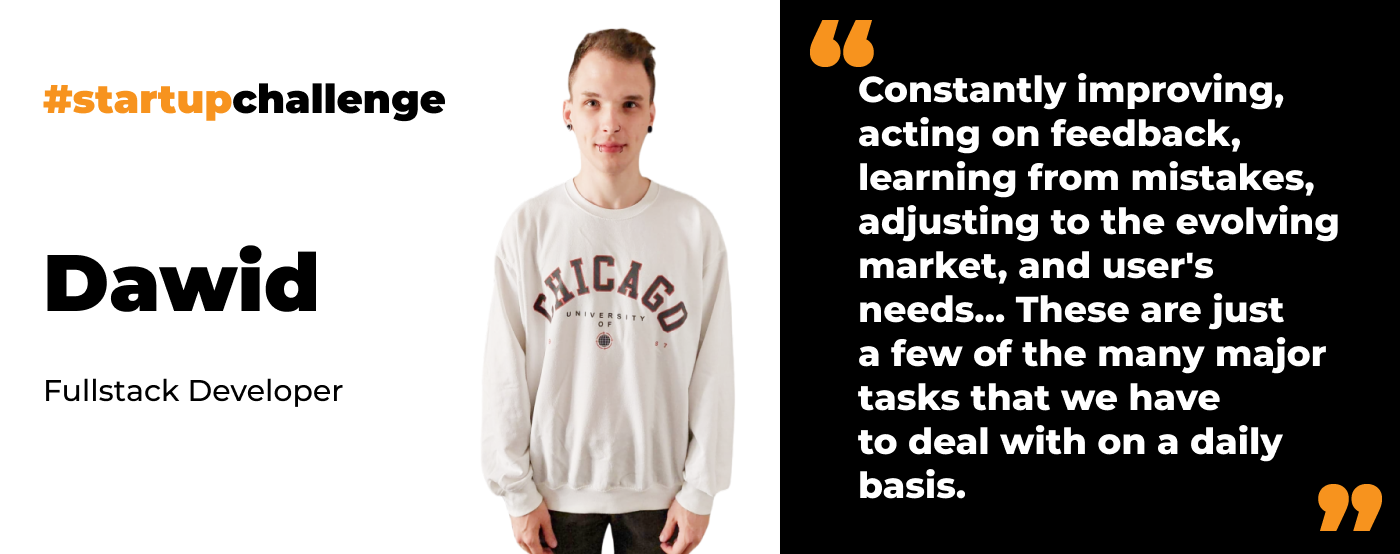 #startupchallenge
Dawid
Fullstack Developer
CHICAGO
UNIVERSITY
OF
“
Constantly improving,
acting on feedback,
learning from mistakes,
adjusting to the evolving
market, and user's
needs... These are just
a few of the many major
tasks that we have
to deal with on a daily
basis.
”